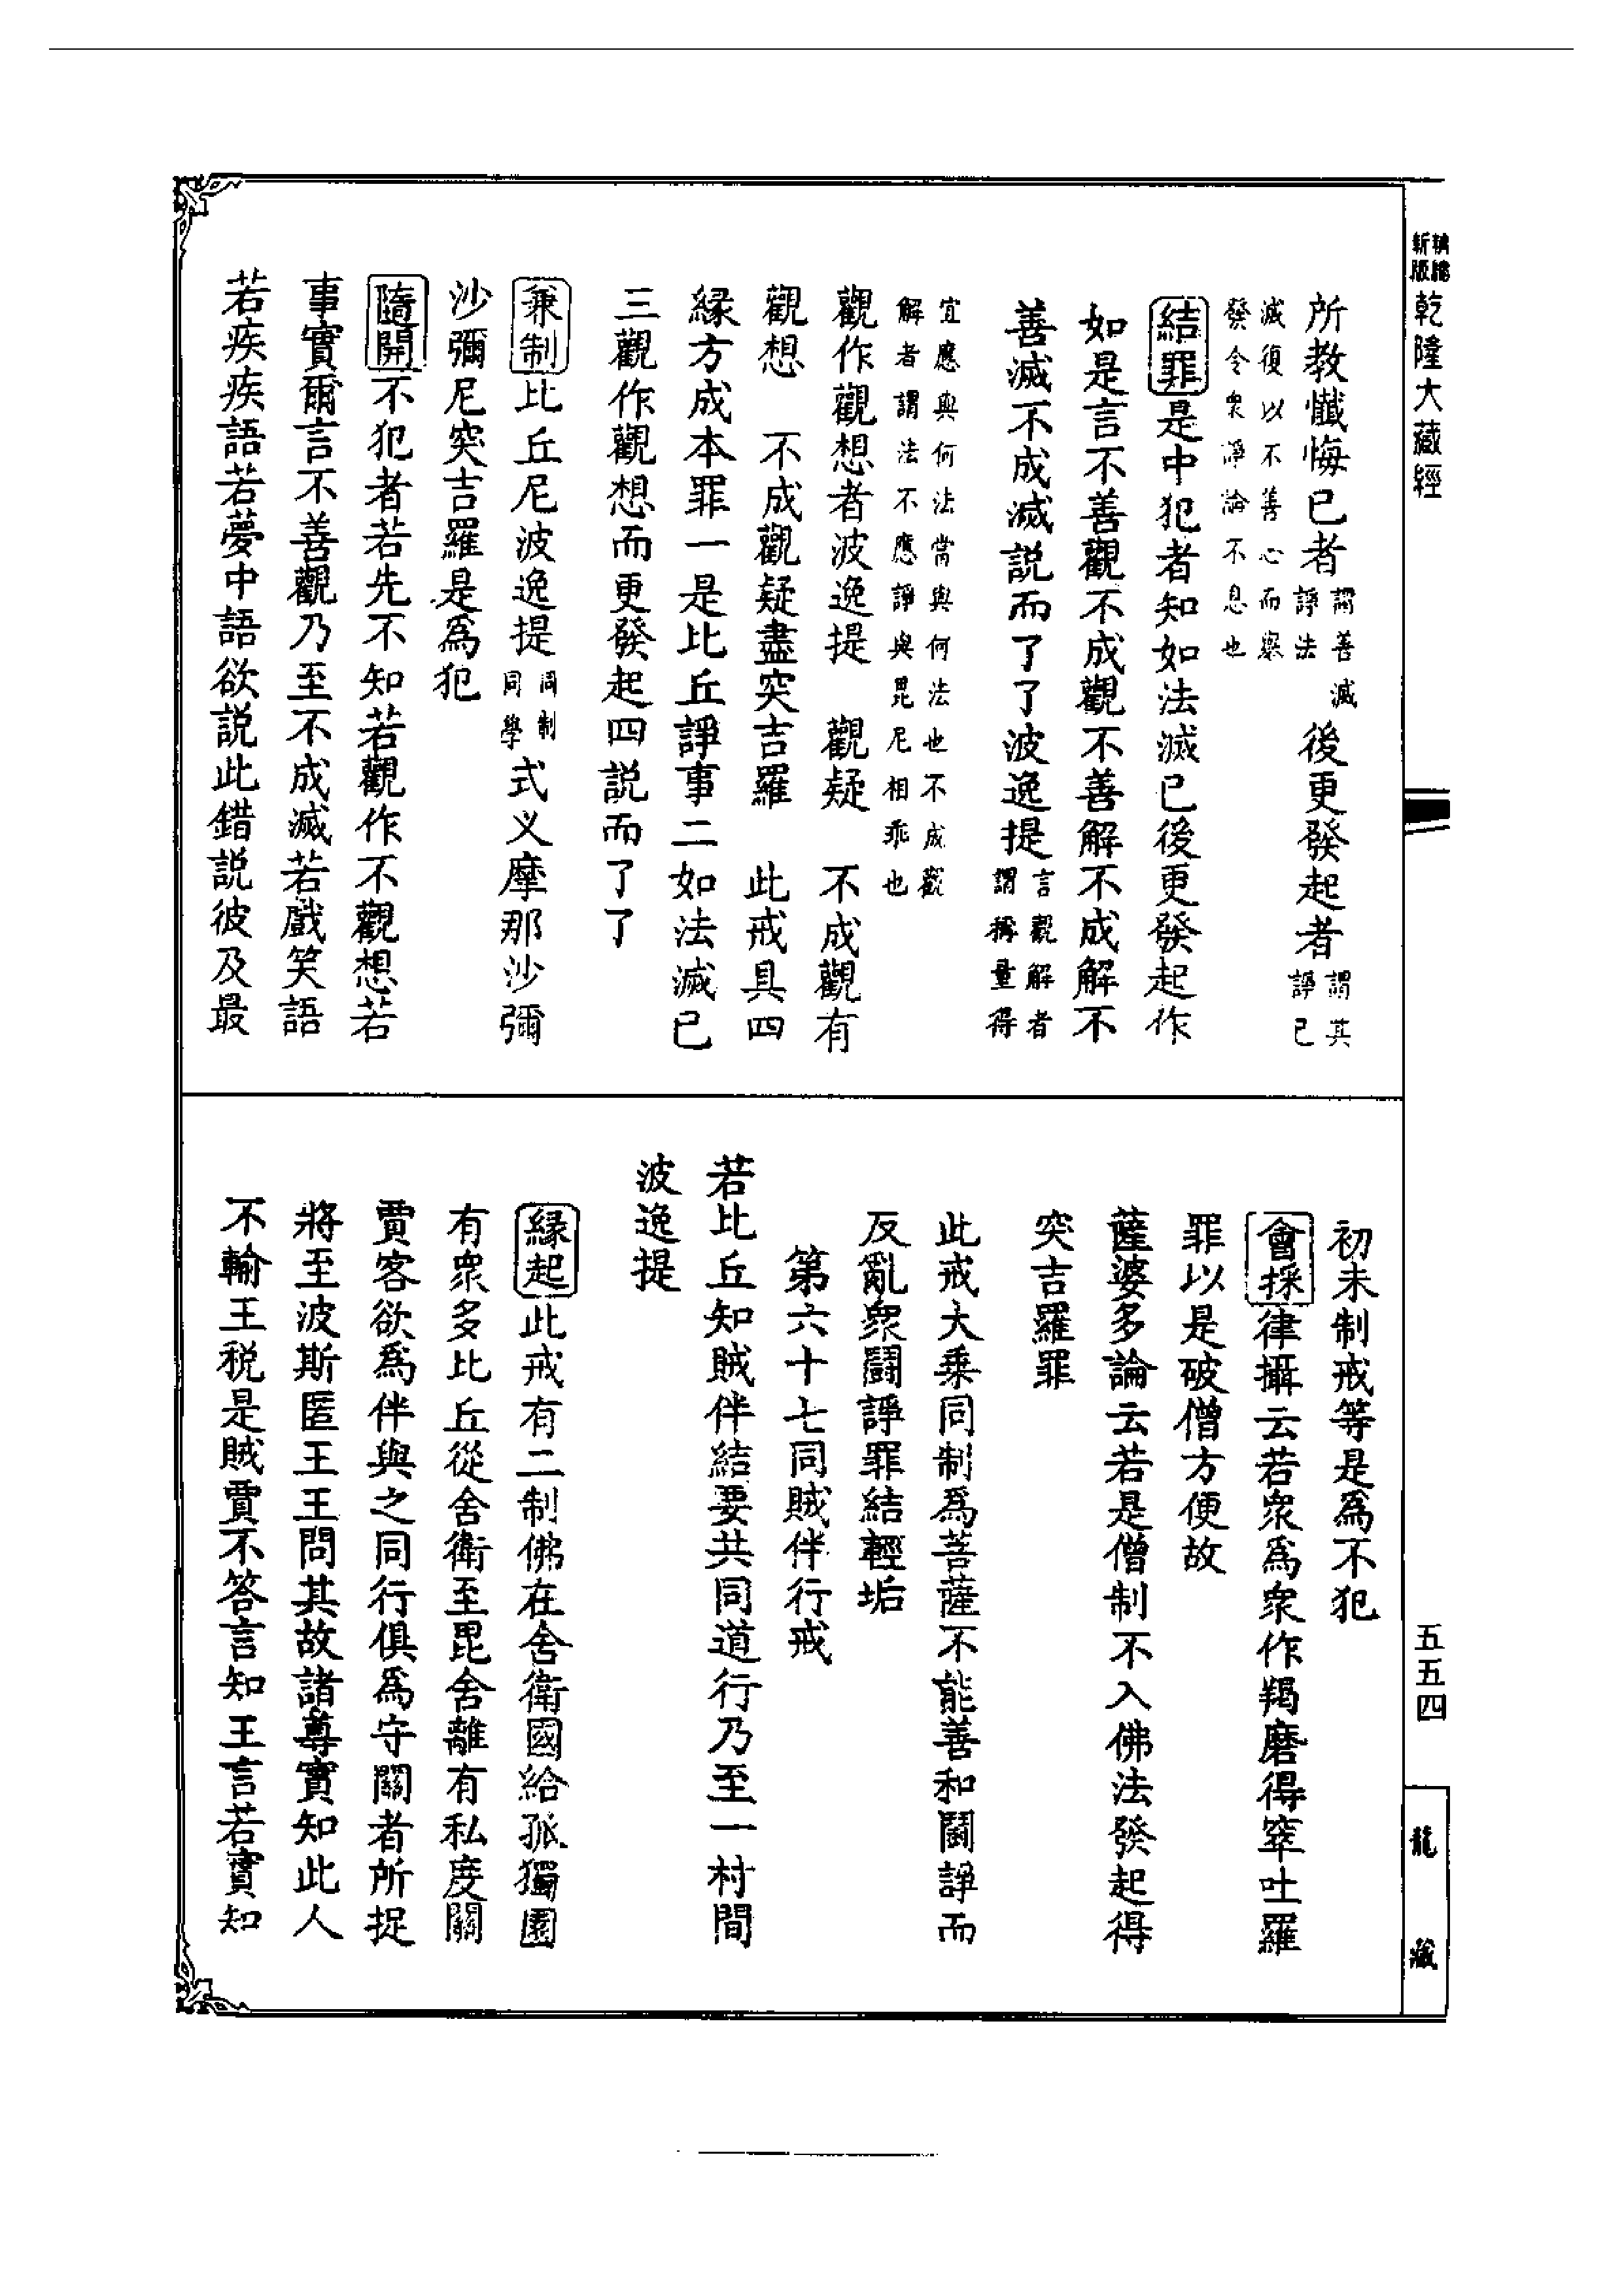 新版精縮乾隆大藏經
所教懺悔已者謂善滅諍法後更發起者謂其諍已
滅復以不善心而舉發令衆諍論不息也
結罪是中犯者知如法滅已後更發起作
如是言不善觀不成觀不善解不成解不
善滅不成滅説而了了波逸提言觀解者謂稱量得
宜應與何法當與何法也不成觀解者謂法不應諍與毘尼相乖也
觀作觀想者波逸提 觀疑 不成觀有
觀想 不成觀疑盡突吉羅 此戒具四
緣方成本罪一是比丘諍事二如法滅已
三觀作觀想而更發起四説而了了
兼制比丘尼波逸提同制同學式义摩那沙彌
沙彌尼突吉羅是爲犯
隨開不犯者若先不知若觀作不觀想若
事實爾言不善觀乃至不成滅若戲笑語
若疾疾語若夢中語欲説此錯説彼及最
初未制戒等是爲不犯
會採律攝云若衆爲衆作羯磨得窣吐羅
罪以是破僧方便故
薩婆多論云若是僧制不入佛法發起得
突吉羅罪
此戒大乘同制爲菩薩不能善和鬬諍而
反亂衆鬬諍罪結輕垢
第六十七同賊伴行戒
若比丘知賊伴結要共同道行乃至一村間
波逸提
緣起此戒有二制佛在舍衛國給孤獨園
有衆多比丘從舍衛至毘舍離有私度關
賈客欲爲伴與之同行俱爲守關者所捉
將至波斯匿王王問其故諸尊實知此人
不輸王税是賊賈不答言知王言若實知
五五四
龍藏